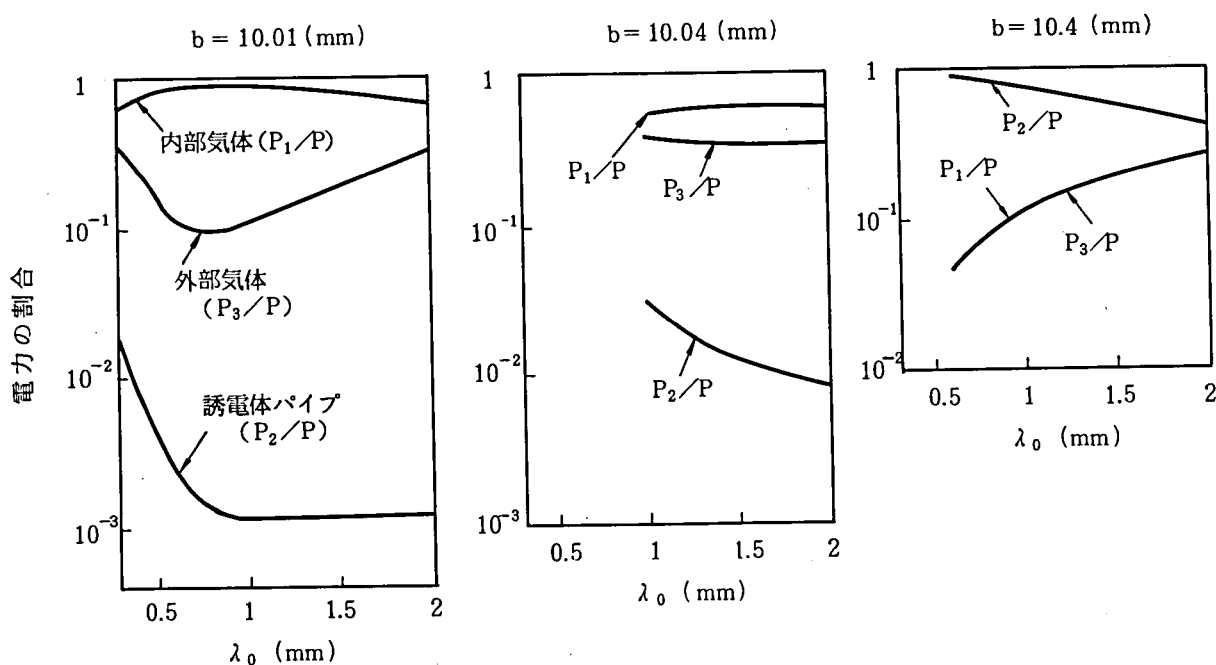 b = 10.01 (mm)
1
内部気体 (P₁/P)
10⁻¹
外部気体
(P₃/P)
10⁻²
誘電体パイプ
(P₂/P)
10⁻³
電力の割合
0.5 1 1.5 2
λ₀ (mm)
b = 10.04 (mm)
1
P₁/P
P₃/P
10⁻¹
10⁻²
P₂/P
10⁻³
0.5 1 1.5 2
λ₀ (mm)
b = 10.4 (mm)
1
P₂/P
P₁/P
10⁻¹
P₃/P
10⁻²
0.5 1 1.5 2
λ₀ (mm)